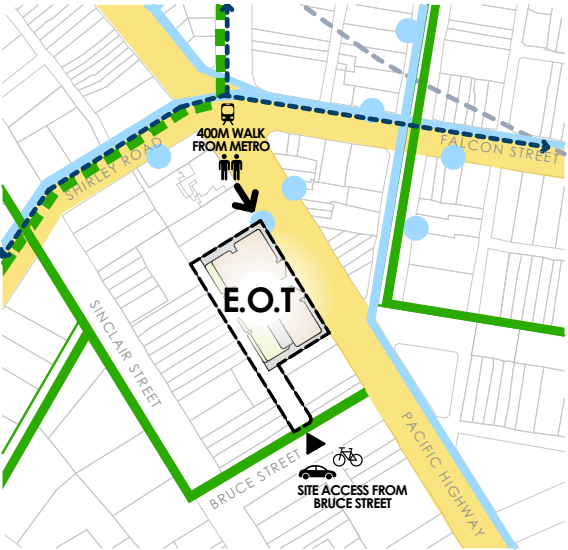 400M WALK
FROM METRO
FALCON STREET
SHIRLEY ROAD
E.O.T
SINCLAIR STREET
PACIFIC HIGHWAY
BRUCE STREET
SITE ACCESS FROM
BRUCE STREET